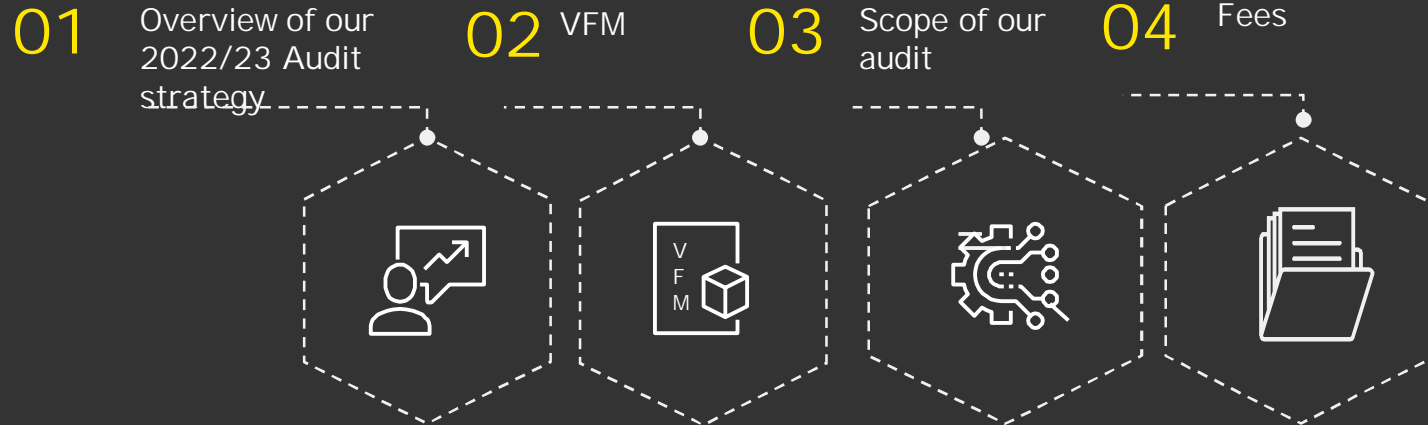 01
Overview of our
2022/23 Audit
strategy
02
VFM
03
Scope of our
audit
04
Fees
V
F
M